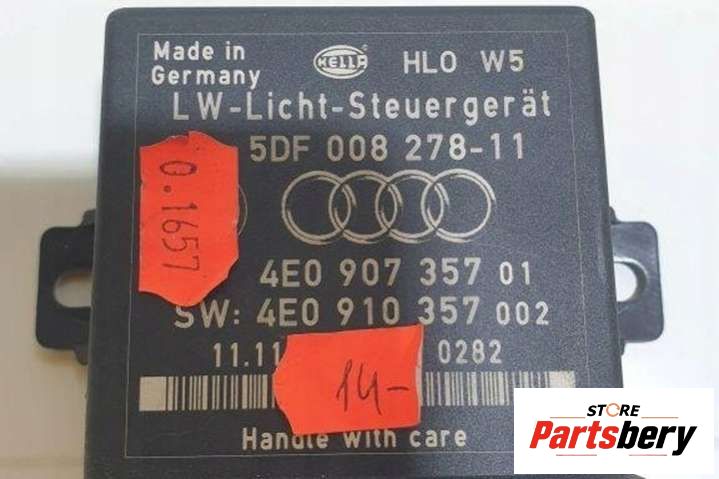 Made in
Germany
HELLA
HLO W5
LW-Licht-Steuergerät
5DF 008 278-11
0.1657
4E0 907 357 01
SW: 4E0 910 357 002
11.11
0282
14-
Handle with care
STORE
Partsbery